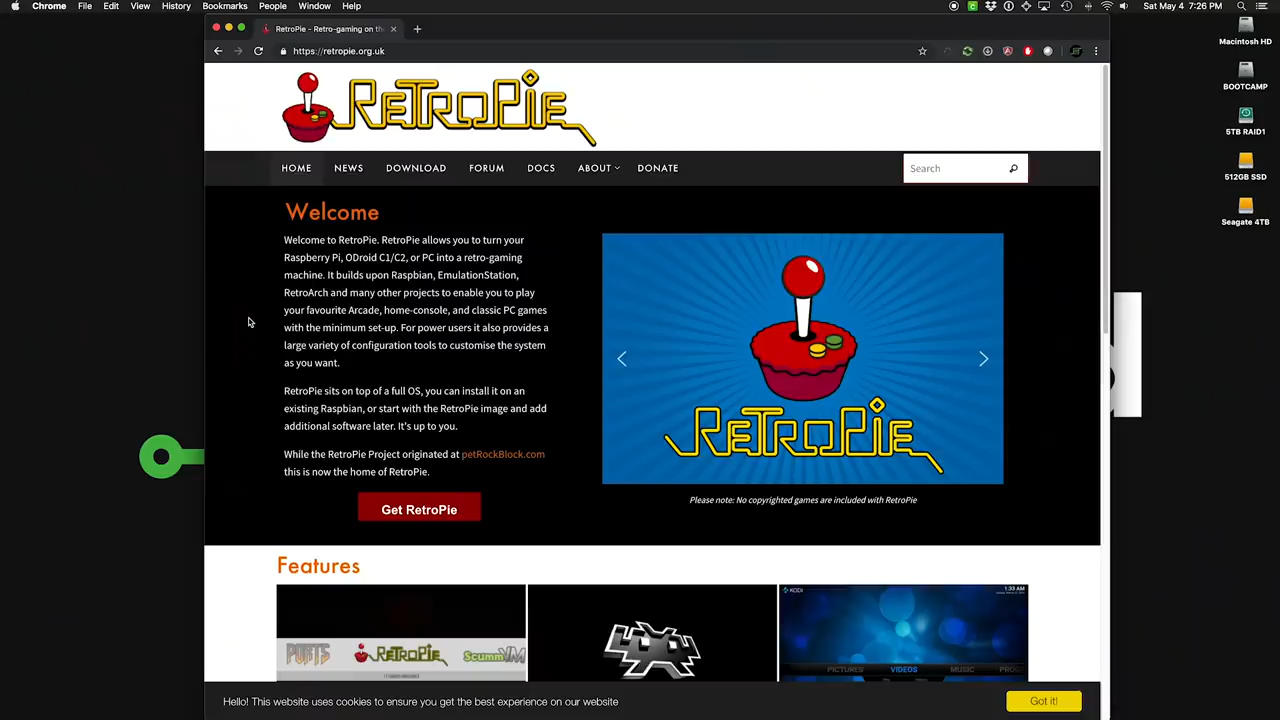 Chrome File Edit View History Bookmarks People Window Help
Sat May 4 7:26 PM
RetroPie - Retro-gaming on th
https://retropie.org.uk
Macintosh HD
BOOTCAMP
5TB RAID1
512GB SSD
Seagate 4TB
RETROPIE
HOME NEWS DOWNLOAD FORUM DOCS ABOUT DONATE
Search
Welcome
Welcome to RetroPie. RetroPie allows you to turn your
Raspberry Pi, ODroid C1/C2, or PC into a retro-gaming
machine. It builds upon Raspbian, EmulationStation,
RetroArch and many other projects to enable you to play
your favourite Arcade, home-console, and classic PC games
with the minimum set-up. For power users it also provides a
large variety of configuration tools to customise the system
as you want.
RetroPie sits on top of a full OS, you can install it on an
existing Raspbian, or start with the RetroPie image and add
additional software later. It's up to you.
While the RetroPie Project originated at petRockBlock.com
this is now the home of RetroPie.
Get RetroPie
RETROPIE
Please note: No copyrighted games are included with RetroPie
Features
PORTS
RETROPIE
ScummVM
KODI
1:33 AM
PICTURES VIDEOS MUSIC PROG
Hello! This website uses cookies to ensure you get the best experience on our website
Got it!